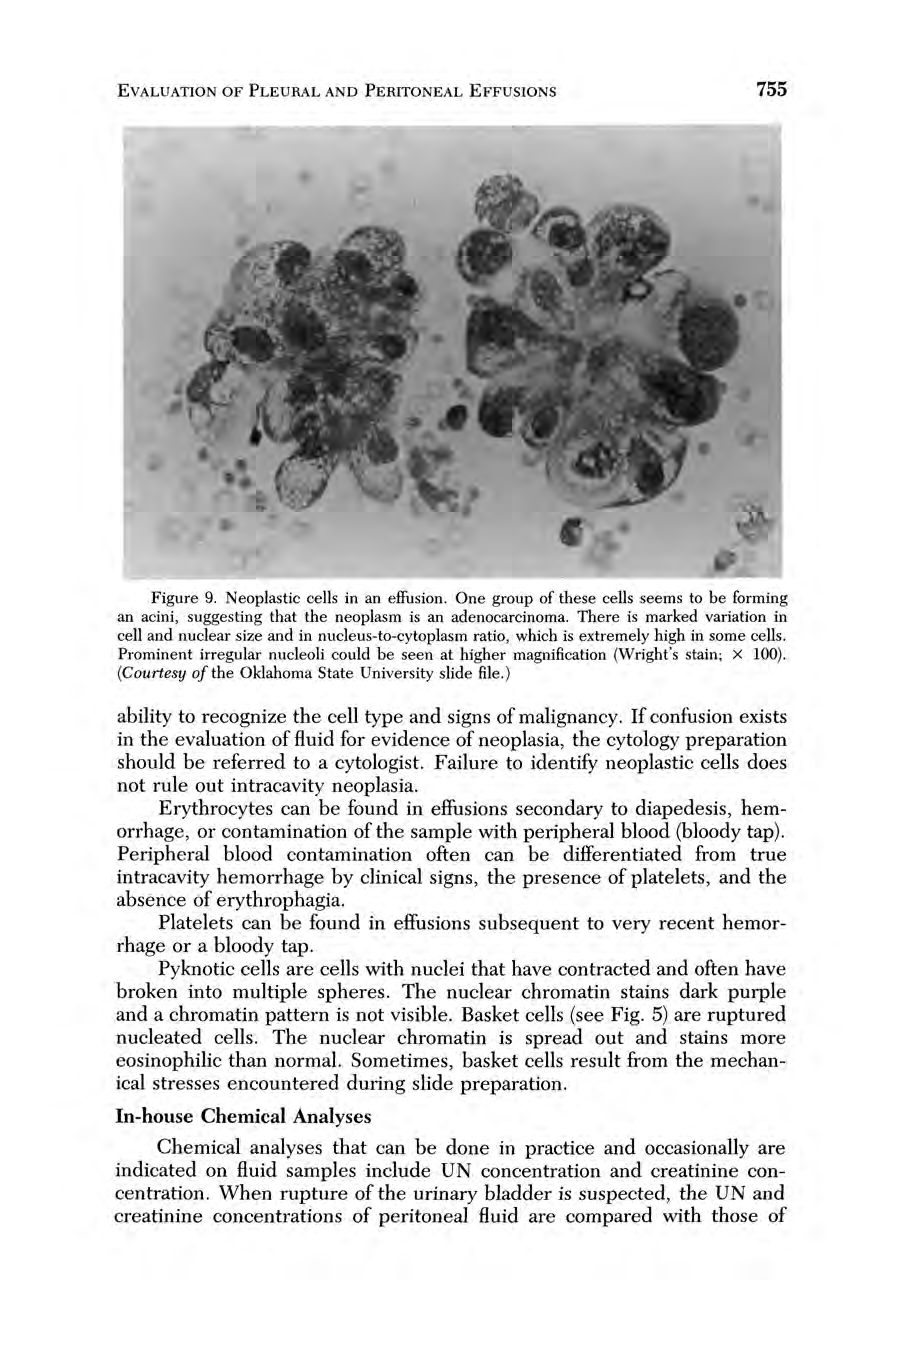 EVALUATION OF PLEURAL AND PERITONEAL EFFUSIONS 755
Figure 9. Neoplastic cells in an effusion. One group of these cells seems to be forming
an acini, suggesting that the neoplasm is an adenocarcinoma. There is marked variation in
cell and nuclear size and in nucleus-to-cytoplasm ratio, which is extremely high in some cells.
Prominent irregular nucleoli could be seen at higher magnification (Wright's stain; × 100).
(Courtesy of the Oklahoma State University slide file.)
ability to recognize the cell type and signs of malignancy. If confusion exists
in the evaluation of fluid for evidence of neoplasia, the cytology preparation
should be referred to a cytologist. Failure to identify neoplastic cells does
not rule out intracavity neoplasia.
Erythrocytes can be found in effusions secondary to diapedesis, hem-
orrhage, or contamination of the sample with peripheral blood (bloody tap).
Peripheral blood contamination often can be differentiated from true
intracavity hemorrhage by clinical signs, the presence of platelets, and the
absence of erythrophagia.
Platelets can be found in effusions subsequent to very recent hemor-
rhage or a bloody tap.
Pyknotic cells are cells with nuclei that have contracted and often have
broken into multiple spheres. The nuclear chromatin stains dark purple
and a chromatin pattern is not visible. Basket cells (see Fig. 5) are ruptured
nucleated cells. The nuclear chromatin is spread out and stains more
eosinophilic than normal. Sometimes, basket cells result from the mechan-
ical stresses encountered during slide preparation.
In-house Chemical Analyses
Chemical analyses that can be done in practice and occasionally are
indicated on fluid samples include UN concentration and creatinine con-
centration. When rupture of the urinary bladder is suspected, the UN and
creatinine concentrations of peritoneal fluid are compared with those of